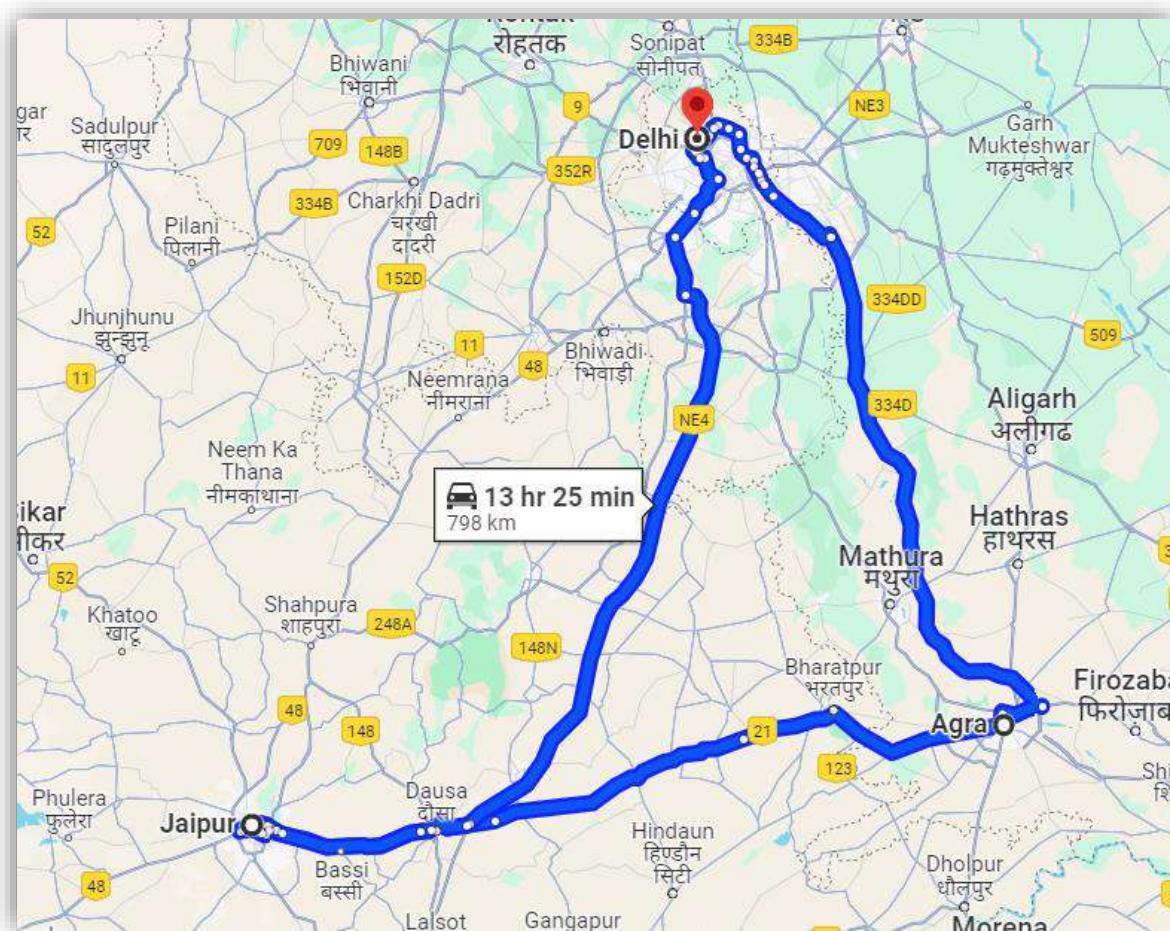 रोहतक
Sonipat
सोनीपत
334B
Bhiwani
भिवानी
9
NE3
Sadulpur
सादुलपुर
Delhi
Garh
Mukteshwar
गढ़मुक्तेश्वर
709
148B
352R
334B
Charkhi Dadri
चरखी
दादरी
52
Pilani
पिलानी
152D
334DD
Jhunjhunu
झुन्झुनू
509
11
48
Bhiwadi
भिवाड़ी
11
Neemrana
नीमराना
334D
Aligarh
अलीगढ
NE4
Neem Ka
Thana
नीमकाथाना
13 hr 25 min
798 km
Hathras
हाथरस
Mathura
मथुरा
52
Khatoo
खाटू
Shahpura
शाहपुरा
248A
148N
Bharatpur
भरतपुर
48
148
21
Agra
123
Phulera
फुलेरा
Jaipur
Dausa
दौसा
Bassi
बस्सी
Hindaun
हिण्डौन
सिटी
Dholpur
धौलपुर
48
Lalsot
Gangapur
Morena